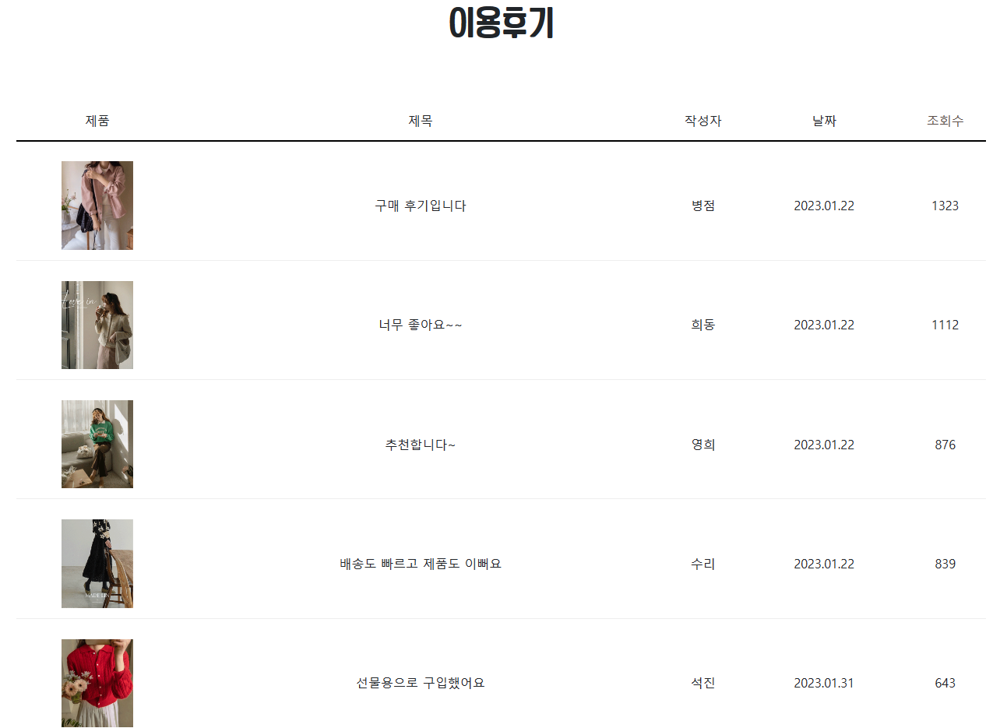 이용후기
제품 제목 작성자 날짜 조회수
구매 후기입니다 병점 2023.01.22 1323
Love in
너무 좋아요~~ 희동 2023.01.22 1112
추천합니다~ 영희 2023.01.22 876
배송도 빠르고 제품도 이뻐요 수리 2023.01.22 839
MADE LIN
선물용으로 구입했어요 석진 2023.01.31 643